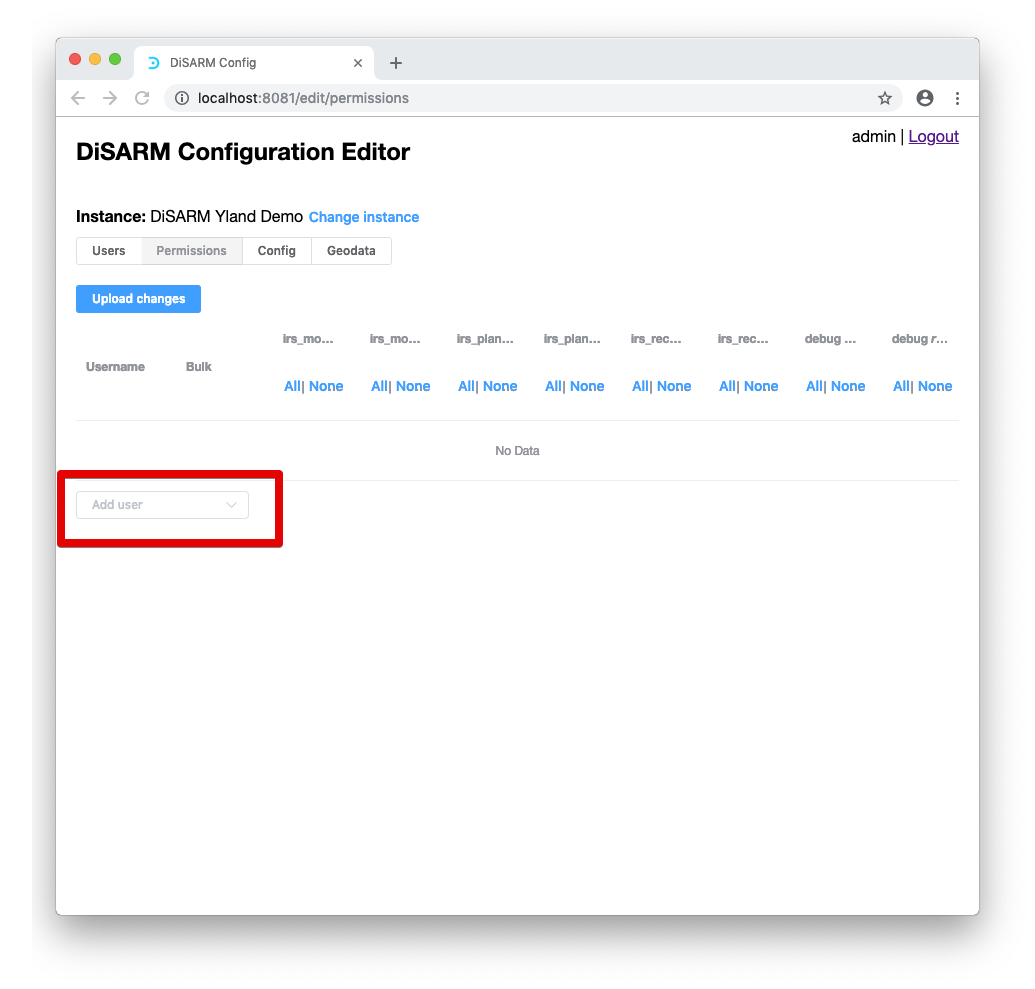 DiSARM Config
localhost:8081/edit/permissions
admin | Logout
DiSARM Configuration Editor
Instance: DiSARM Yland Demo Change instance
Users Permissions Config Geodata
Upload changes
irs_mo... irs_mo... irs_plan... irs_plan... irs_rec... irs_rec... debug ... debug r...
Username Bulk
All| None All| None All| None All| None All| None All| None All| None All| None
No Data
Add user